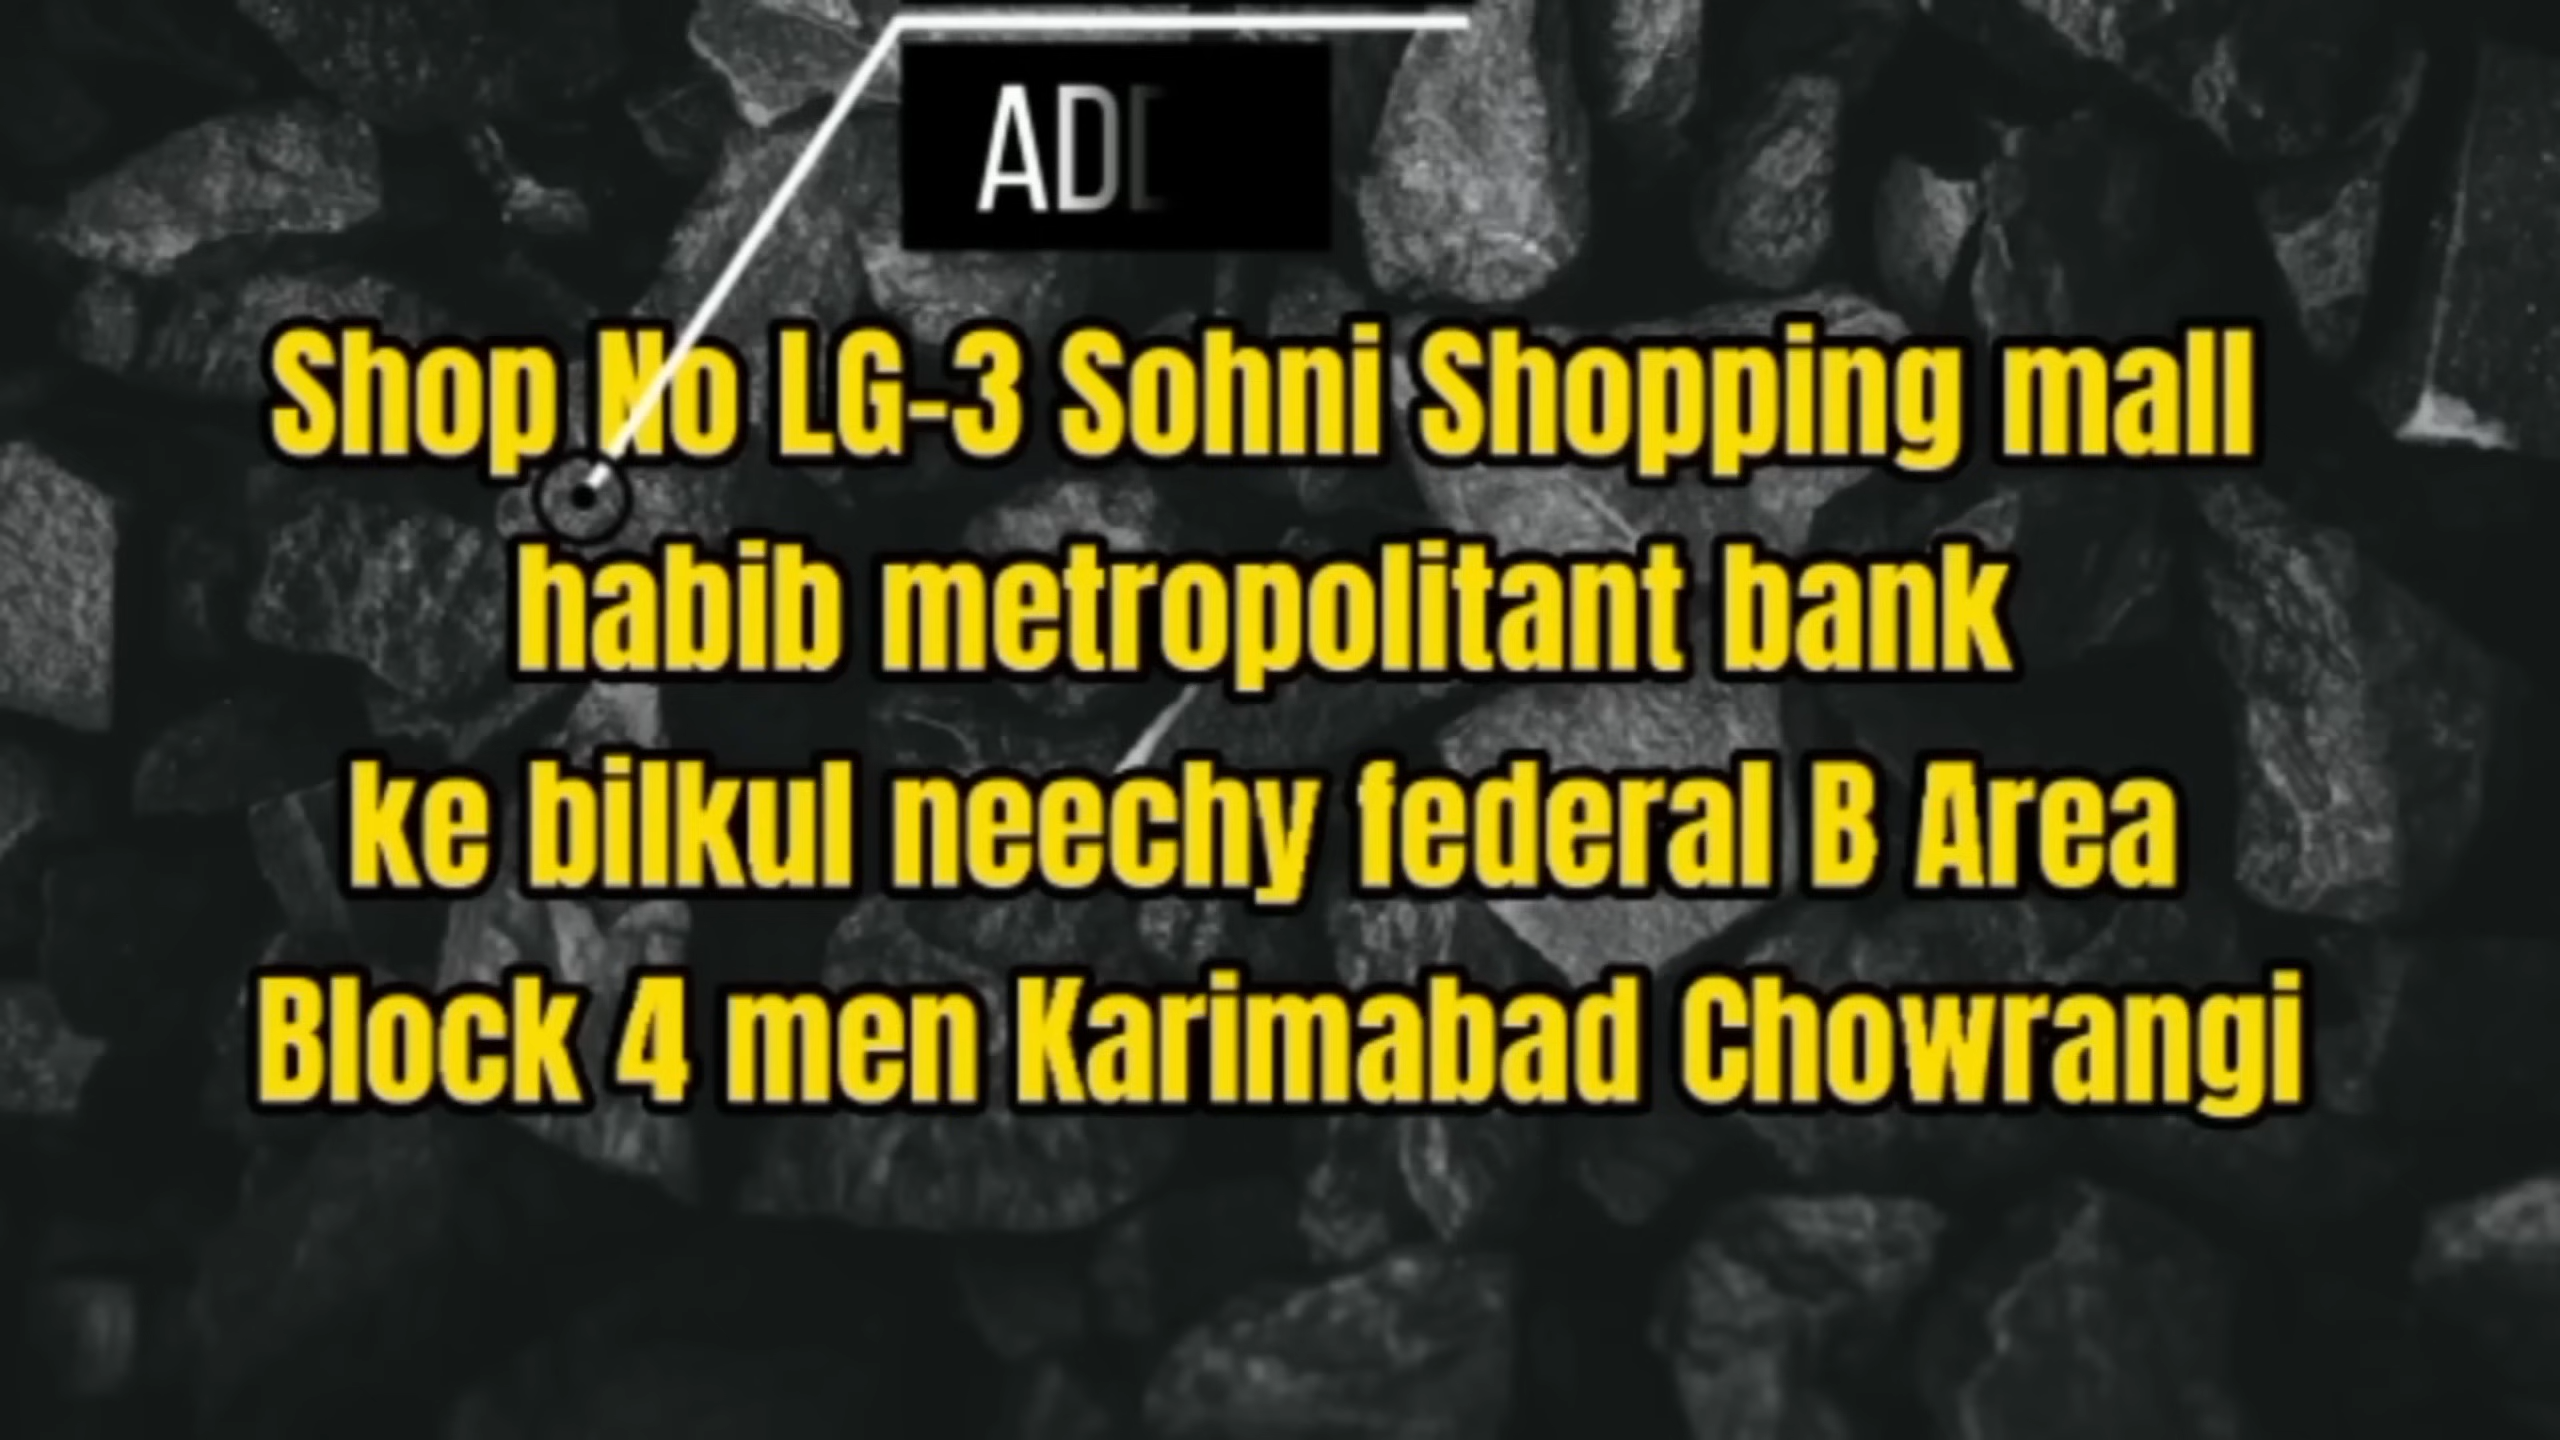 AD
Shop No LG-3 Sohni Shopping mall
habib metropolitant bank
ke bilkul neechy federal B Area
Block 4 men Karimabad Chowrangi